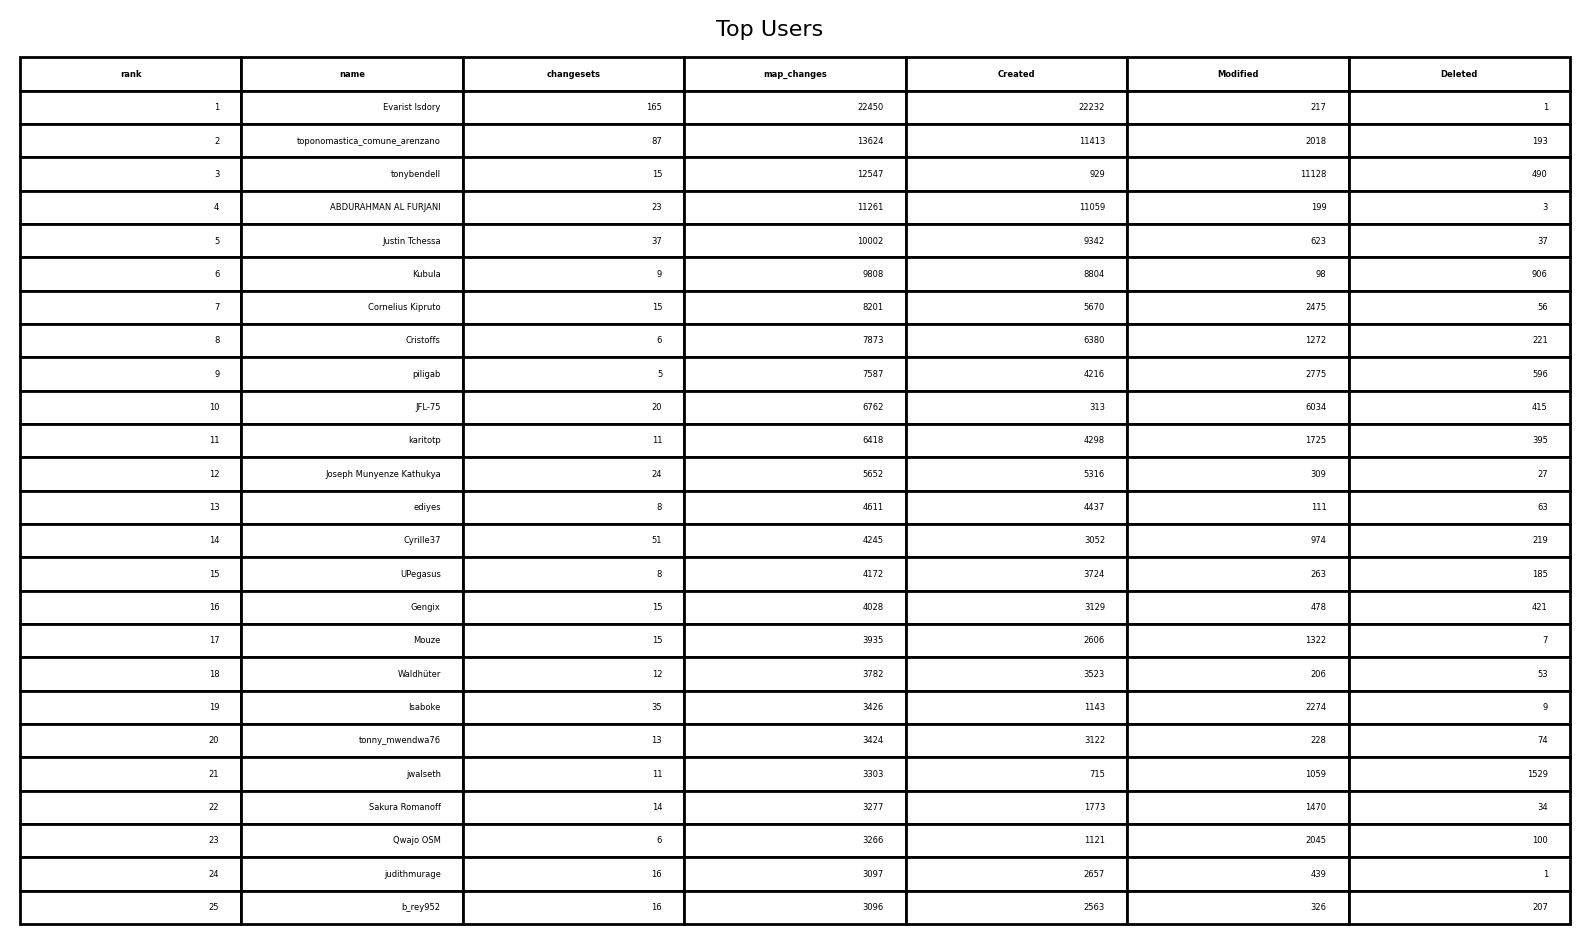 Top Users
rank name changesets map_changes Created Modified Deleted
1 Evarist Isdory 165 22450 22232 217 1
2 toponomastica_comune_arenzano 87 13624 11413 2018 193
3 tonybendell 15 12547 929 11128 490
4 ABDURAHMAN AL FURJANI 23 11261 11059 199 3
5 Justin Tchessa 37 10002 9342 623 37
6 Kubula 9 9808 8804 98 906
7 Cornelius Kipruto 15 8201 5670 2475 56
8 Cristoffs 6 7873 6380 1272 221
9 piligab 5 7587 4216 2775 596
10 JFL-75 20 6762 313 6034 415
11 karitotp 11 6418 4298 1725 395
12 Joseph Munyenze Kathukya 24 5652 5316 309 27
13 ediyes 8 4611 4437 111 63
14 Cyrille37 51 4245 3052 974 219
15 UPegasus 8 4172 3724 263 185
16 Gengix 15 4028 3129 478 421
17 Mouze 15 3935 2606 1322 7
18 Waldhüter 12 3782 3523 206 53
19 Isaboke 35 3426 1143 2274 9
20 tonny_mwendwa76 13 3424 3122 228 74
21 jwalseth 11 3303 715 1059 1529
22 Sakura Romanoff 14 3277 1773 1470 34
23 Qwajo OSM 6 3266 1121 2045 100
24 judithmurage 16 3097 2657 439 1
25 b_rey952 16 3096 2563 326 207